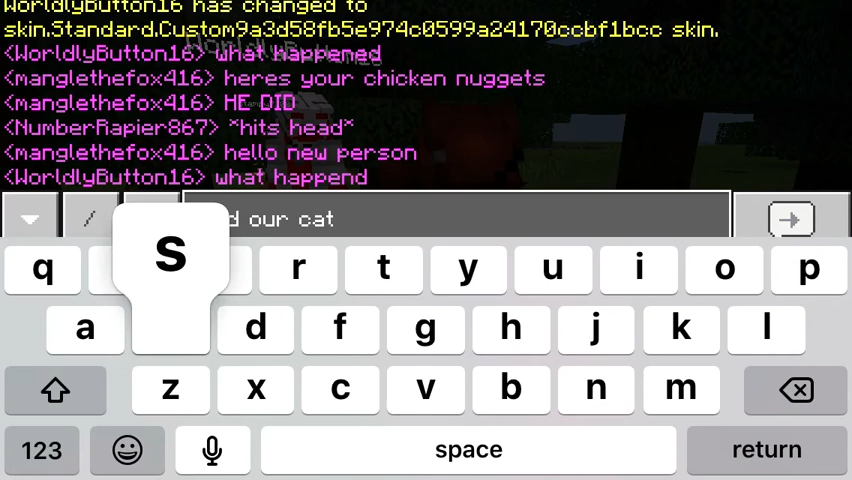 WorldlyButton16 has changed to
skin.Standard.Custom9a3d58fb5e974c0599a24170ccbf1bcc skin.
<WorldlyButton16> what happened
<manglethefox416> heres your chicken nuggets
<manglethefox416> HE DID
<NumberRapier867> *hits head*
<manglethefox416> hello new person
<WorldlyButton16> what happend
/ d our cat
s
q r t y u i o p
a d f g h j k l
z x c v b n m
123 space return